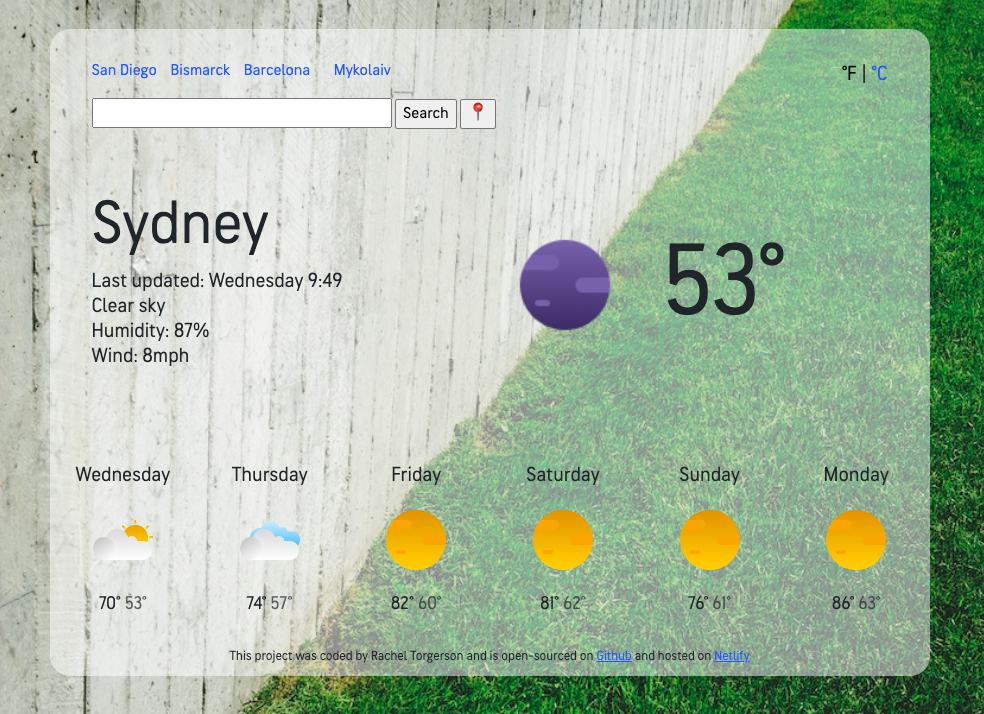 San Diego Bismarck Barcelona Mykolaiv
°F | °C
Search
Sydney
Last updated: Wednesday 9:49
Clear sky
Humidity: 87%
Wind: 8mph
53°
Wednesday Thursday Friday Saturday Sunday Monday
70° 53° 74° 57° 82° 60° 81° 62° 76° 61° 86° 63°
This project was coded by Rachel Torgerson and is open-sourced on Github and hosted on Netlify